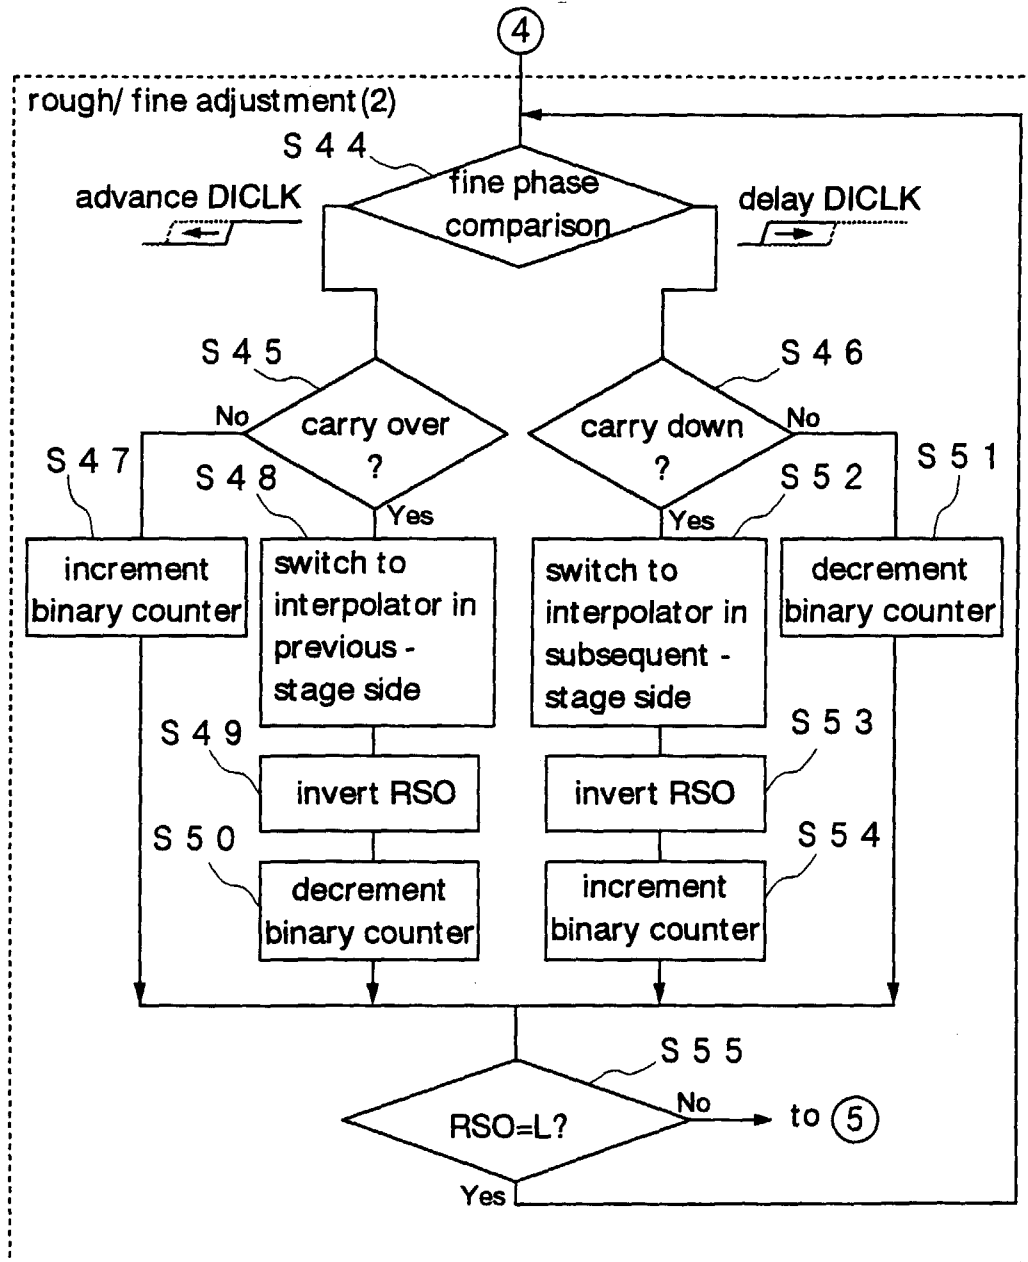 4
rough/ fine adjustment(2)
S 4 4
fine phase
comparison
advance DICLK
delay DICLK
S 4 5
S 4 6
No
carry over
?
carry down
?
No
S 4 7
S 4 8
S 5 2
S 5 1
Yes
Yes
increment
binary counter
switch to
interpolator in
previous -
stage side
switch to
interpolator in
subsequent -
stage side
decrement
binary counter
S 4 9
S 5 3
invert RSO
invert RSO
S 5 0
S 5 4
decrement
binary counter
increment
binary counter
S 5 5
RSO=L?
No
to 5
Yes